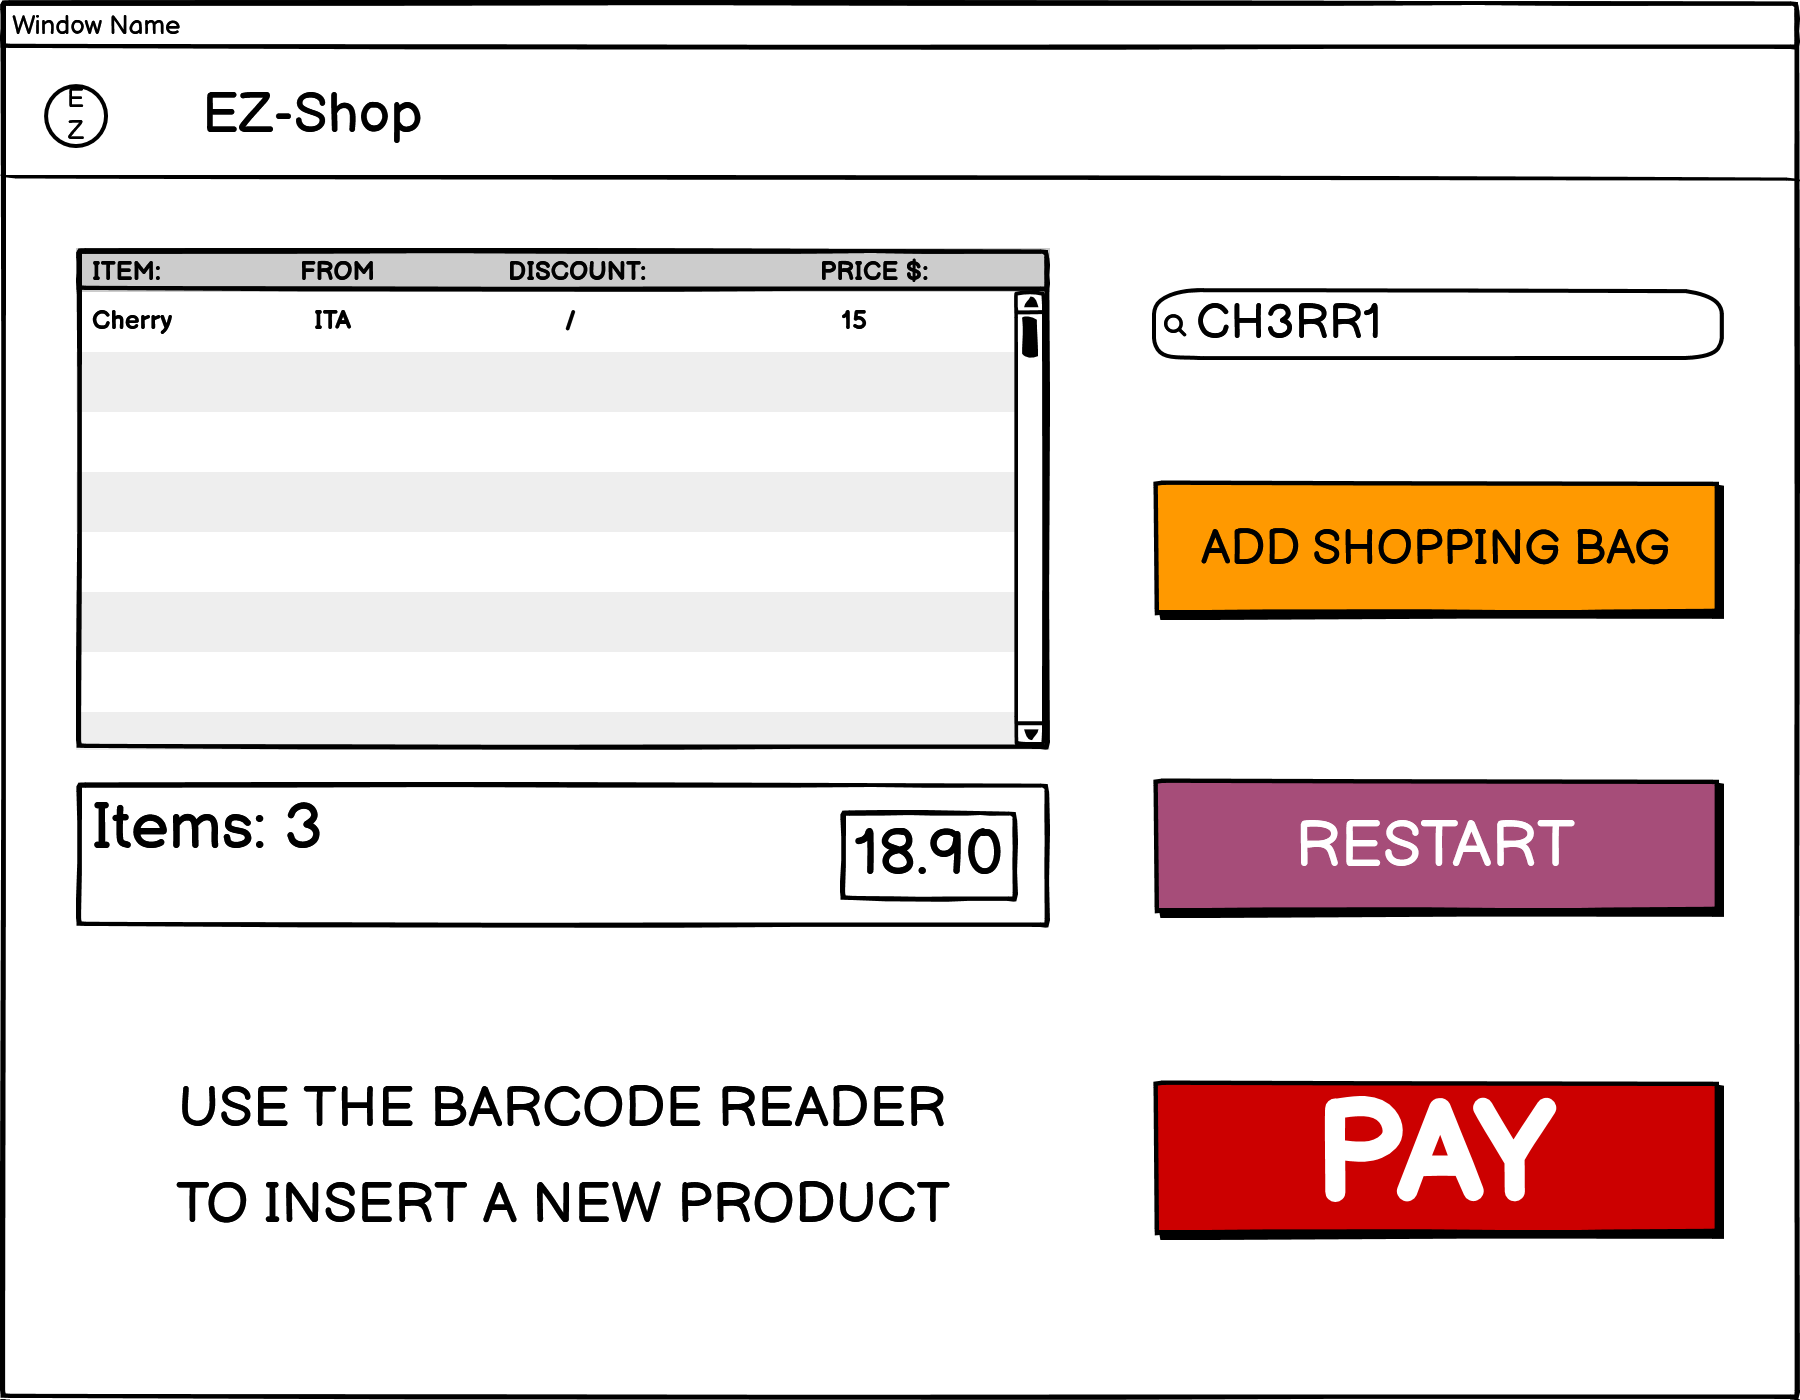 Window Name
E
Z
EZ-Shop
ITEM: FROM DISCOUNT: PRICE $:
Cherry ITA / 15
CH3RR1
ADD SHOPPING BAG
Items: 3
18.90
RESTART
USE THE BARCODE READER
TO INSERT A NEW PRODUCT
PAY